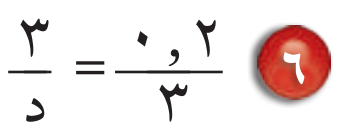 ٦ ٣/د = ٠,٢/٣